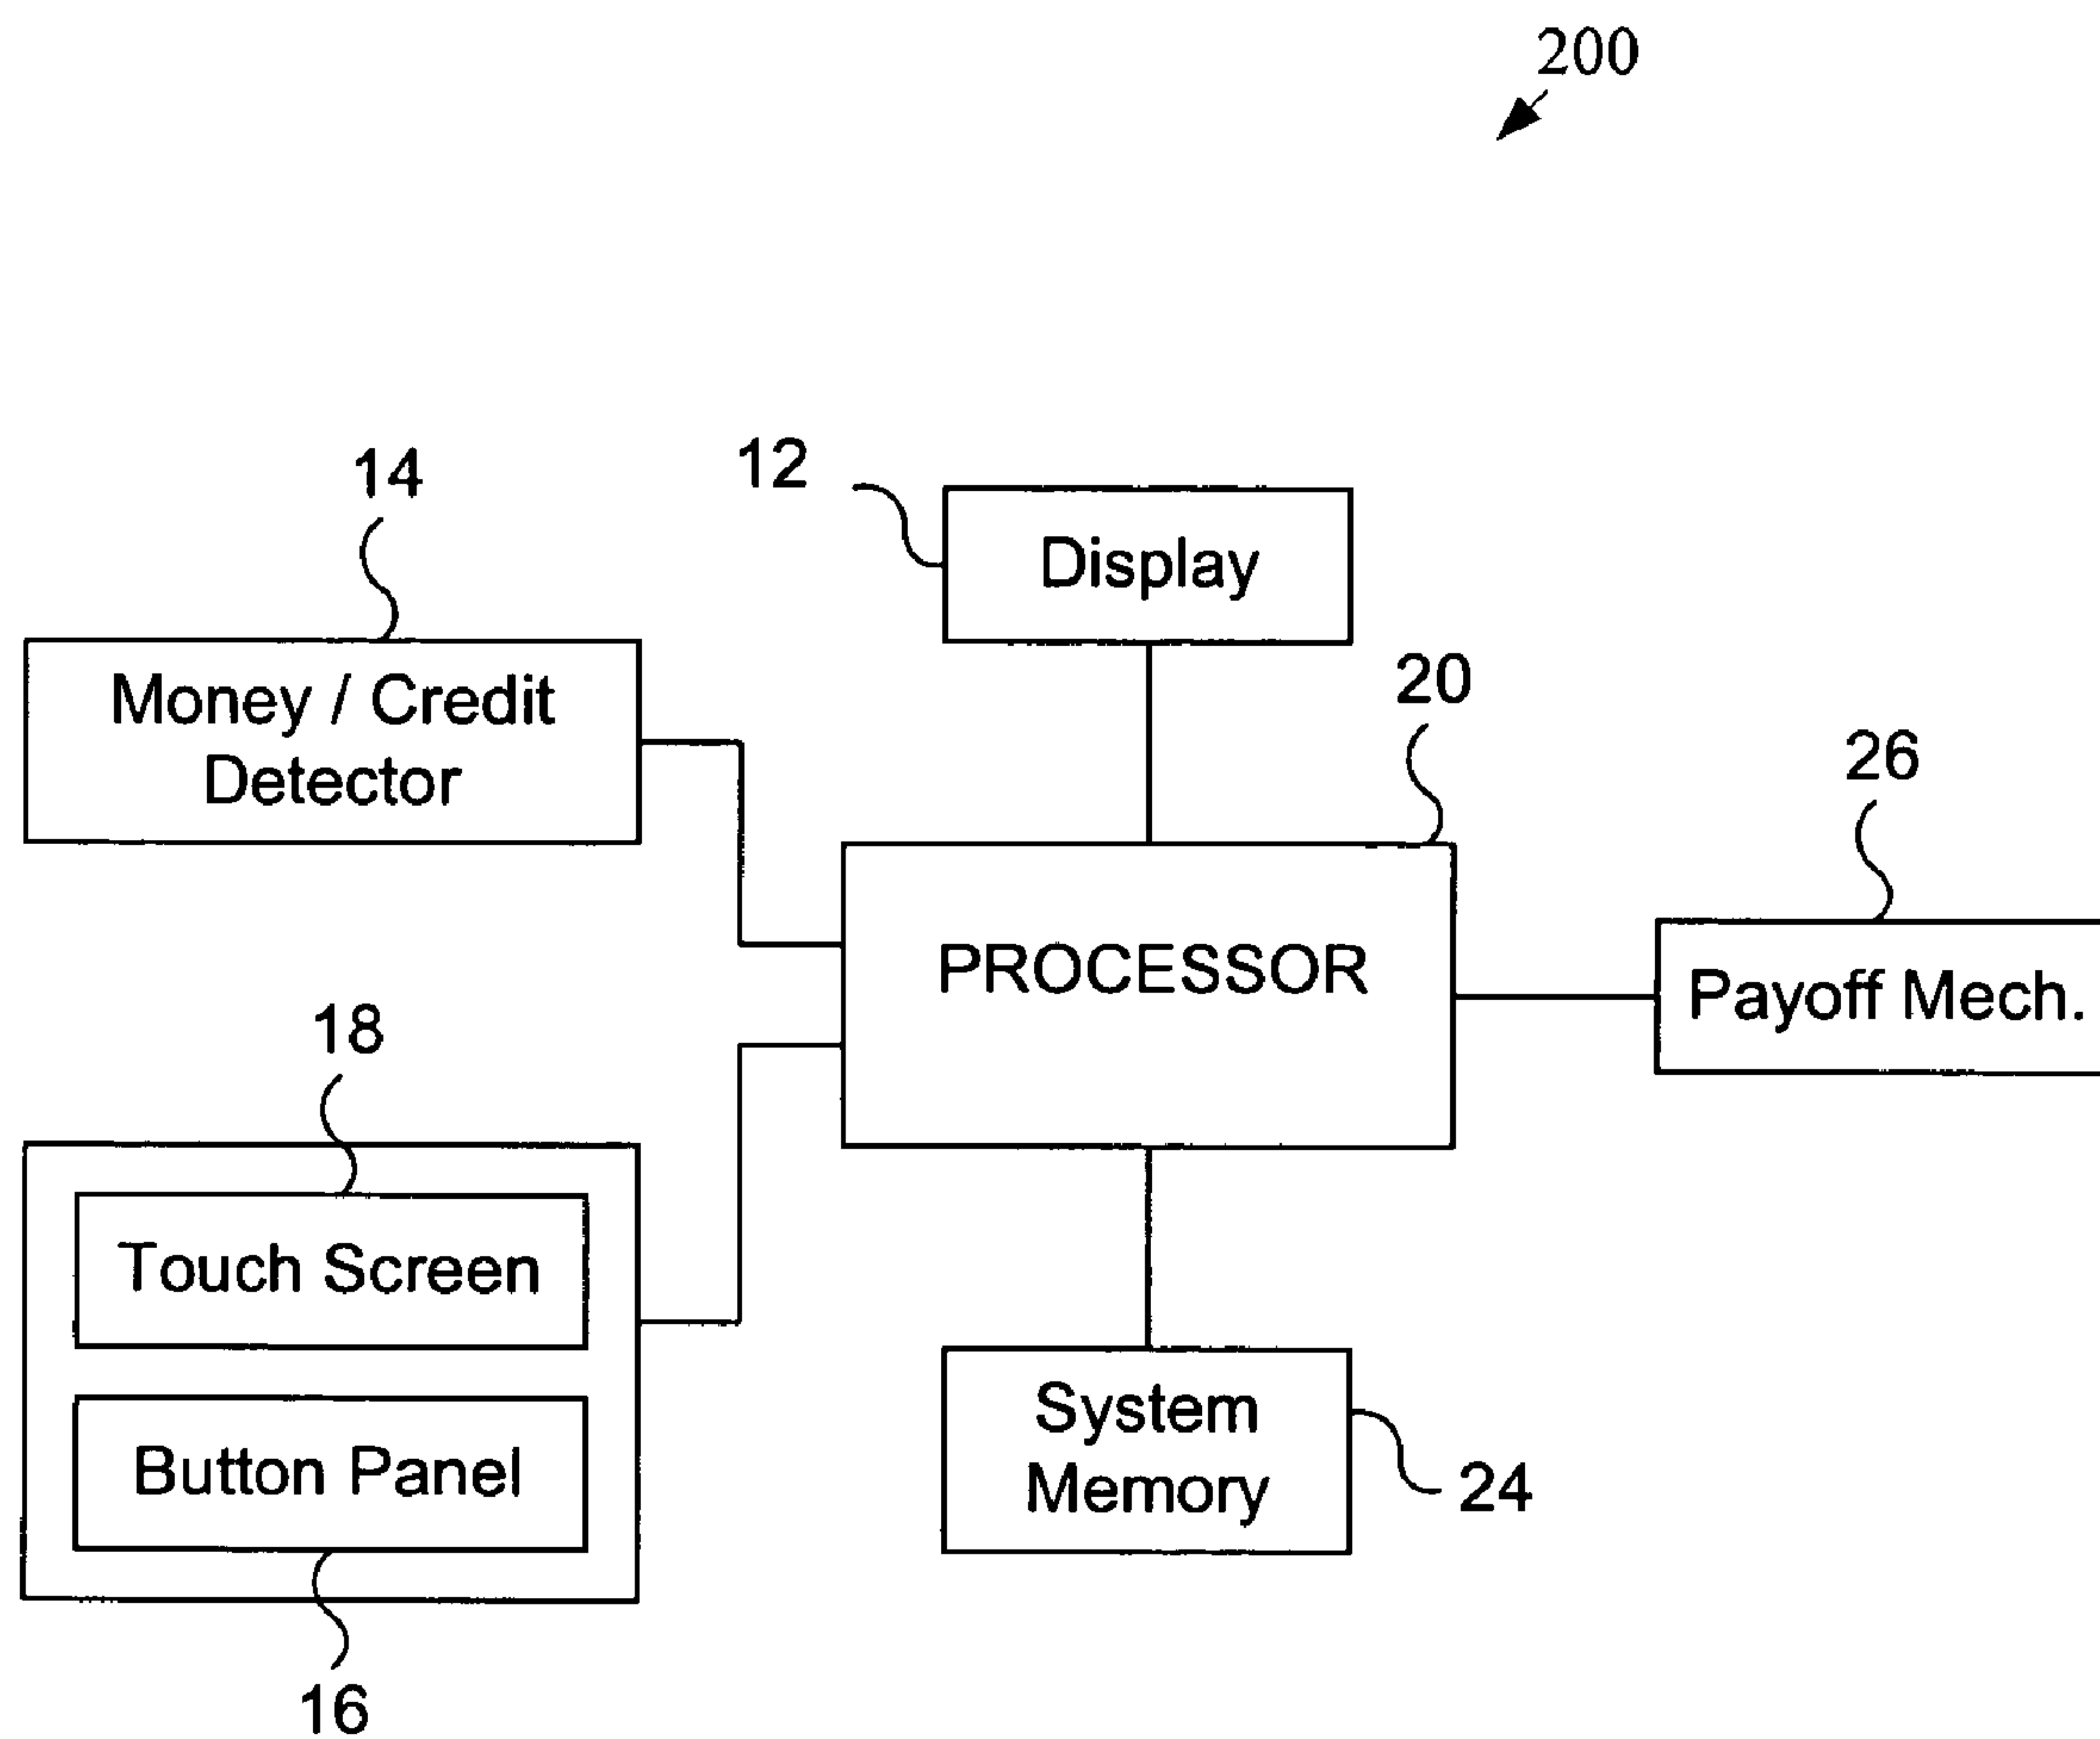 200
14
12
Display
Money / Credit
Detector
20
26
PROCESSOR
Payoff Mech.
18
Touch Screen
Button Panel
System
Memory
24
16